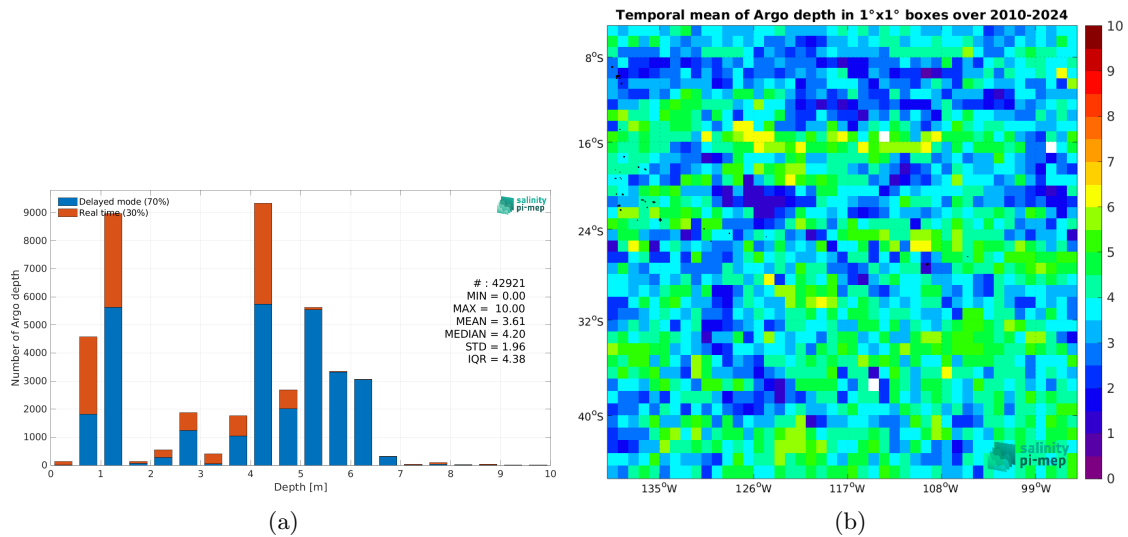 Delayed mode (70%)
Real time (30%)
salinity
pi-mep
# : 42921
MIN = 0.00
MAX = 10.00
MEAN = 3.61
MEDIAN = 4.20
STD = 1.96
IQR = 4.38
Number of Argo depth
9000
8000
7000
6000
5000
4000
3000
2000
1000
0
0 1 2 3 4 5 6 7 8 9 10
Depth [m]
(a)
Temporal mean of Argo depth in 1°x1° boxes over 2010-2024
8°S
16°S
24°S
32°S
40°S
135°W 126°W 117°W 108°W 99°W
salinity
pi-mep
10
9
8
7
6
5
4
3
2
1
0
(b)